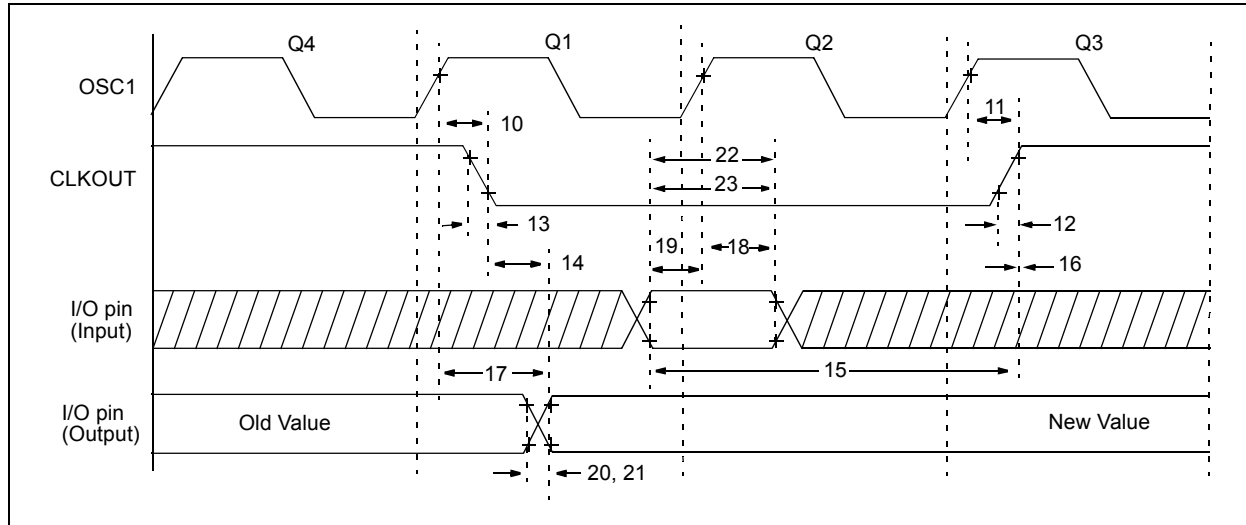 Q4
Q1
Q2
Q3
OSC1
10
11
22
CLKOUT
23
13
12
19
18
14
16
I/O pin
(Input)
17
15
I/O pin
(Output)
Old Value
New Value
20, 21